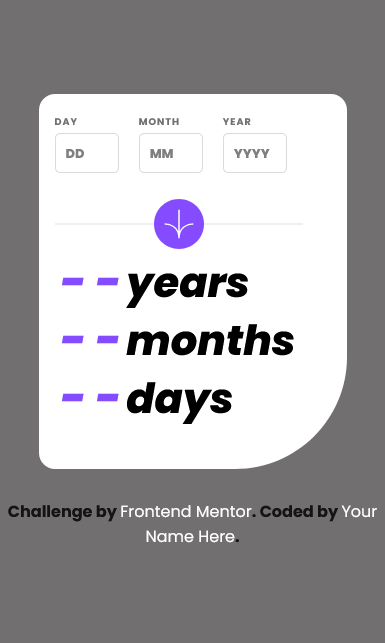 DAY MONTH YEAR
DD MM YYYY
-- years
-- months
-- days
Challenge by Frontend Mentor. Coded by Your
Name Here.